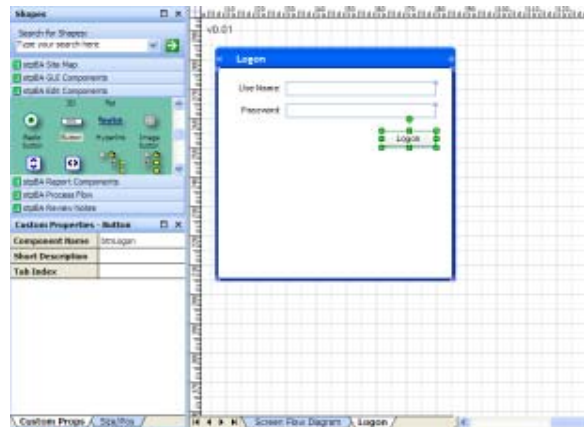 Shapes
Search for Shapes:
Type your search here
stpBA Site Map
stpBA GUI Components
stpBA Edit Components
Radio button
Button
Hyperlink
Image button
stpBA Report Components
stpBA Process Flow
stpBA Review Notes
Custom Properties - Button
Component Name btnLogon
Short Description
Tab Index
Custom Props
Size/Pos
v0.01
Logon
Use Name
Password
Logon
Screen Flow Diagram
Logon